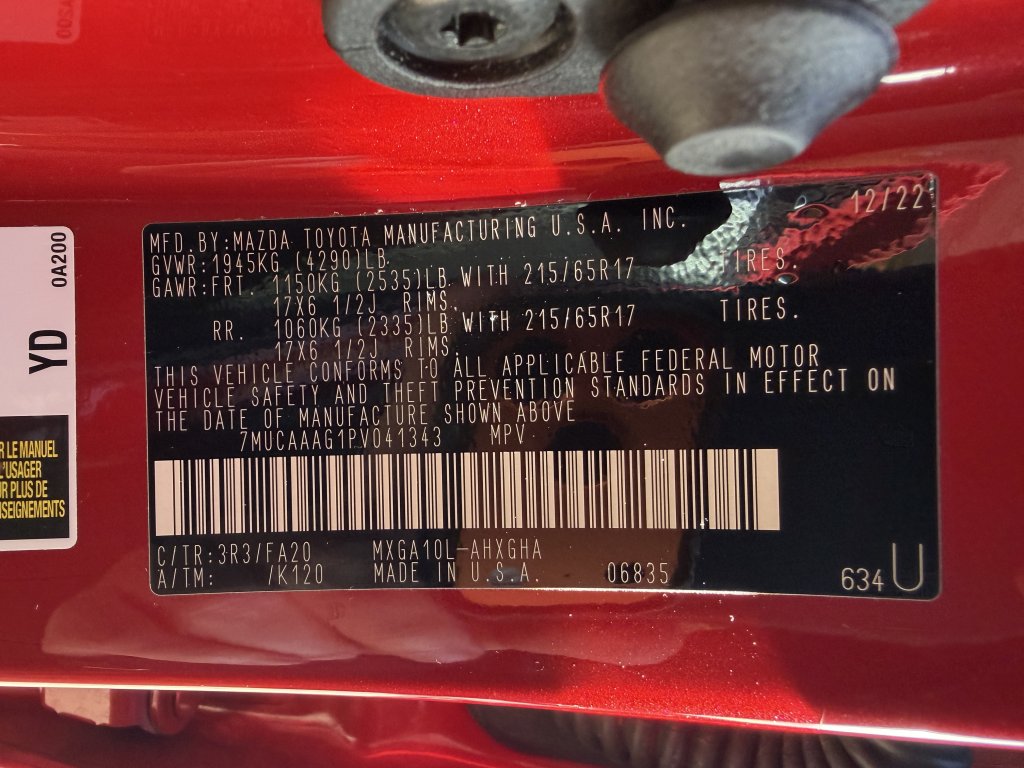 12/22
MFD.BY:MAZDA TOYOTA MANUFACTURING U.S.A. INC.
GVWR:1945KG (4290)LB
GAWR:FRT. 1150KG (2535)LB WITH 215/65R17 TIRES.
17X6 1/2J RIMS.
RR. 1060KG (2335)LB WITH 215/65R17 TIRES.
17X6 1/2J RIMS.
THIS VEHICLE CONFORMS TO ALL APPLICABLE FEDERAL MOTOR
VEHICLE SAFETY AND THEFT PREVENTION STANDARDS IN EFFECT ON
THE DATE OF MANUFACTURE SHOWN ABOVE
7MUCAAAG1PV041343 MPV
C/TR:3R3/FA20 MXGA10L-AHXGHA
A/TM: /K120 MADE IN U.S.A. 06835
634 U
0A200
YD
R LE MANUEL
L'USAGER
UR PLUS DE
NSEIGNEMENTS